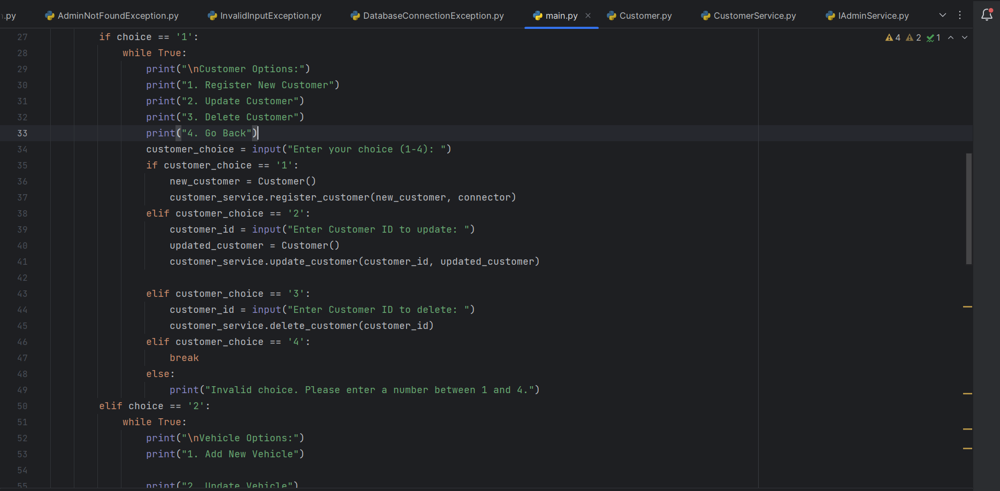 .py AdminNotFoundException.py InvalidInputException.py DatabaseConnectionException.py main.py Customer.py CustomerService.py IAdminService.py
4 2 1
27 if choice == '1':
28 while True:
29 print("\nCustomer Options:")
30 print("1. Register New Customer")
31 print("2. Update Customer")
32 print("3. Delete Customer")
33 print("4. Go Back")
34 customer_choice = input("Enter your choice (1-4): ")
35 if customer_choice == '1':
36 new_customer = Customer()
37 customer_service.register_customer(new_customer, connector)
38 elif customer_choice == '2':
39 customer_id = input("Enter Customer ID to update: ")
40 updated_customer = Customer()
41 customer_service.update_customer(customer_id, updated_customer)
42
43 elif customer_choice == '3':
44 customer_id = input("Enter Customer ID to delete: ")
45 customer_service.delete_customer(customer_id)
46 elif customer_choice == '4':
47 break
48 else:
49 print("Invalid choice. Please enter a number between 1 and 4.")
50 elif choice == '2':
51 while True:
52 print("\nVehicle Options:")
53 print("1. Add New Vehicle")
54
55 print("2. Update Vehicle")